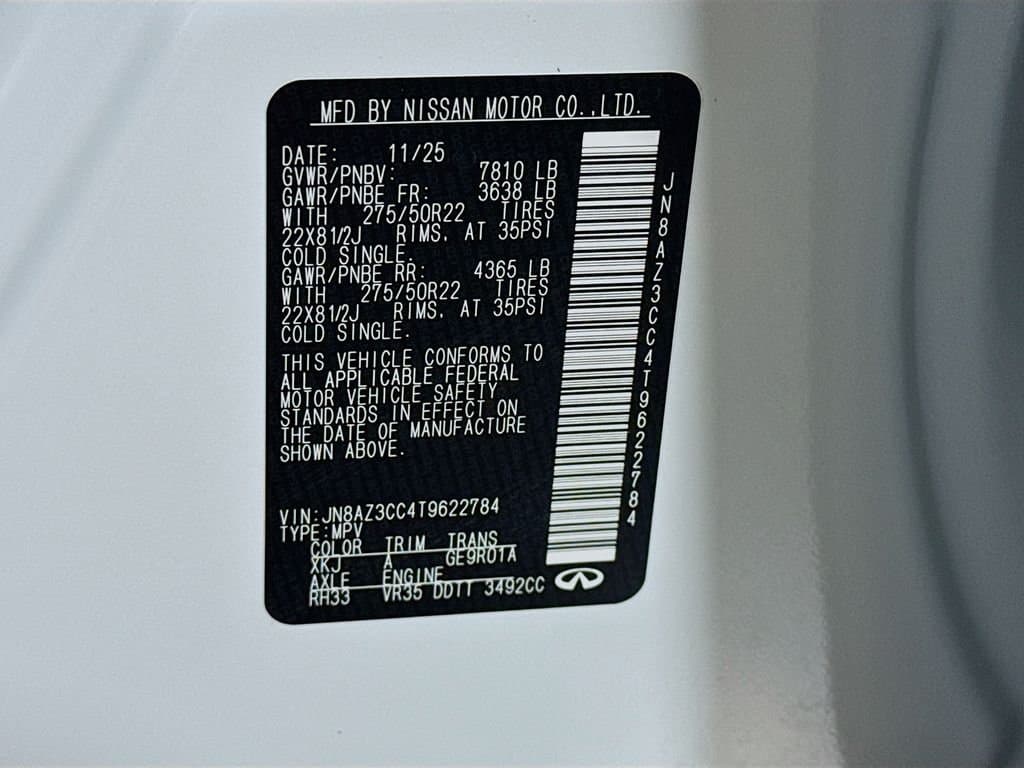 MFD BY NISSAN MOTOR CO.,LTD.
DATE: 11/25
GVWR/PNBV: 7810 LB
GAWR/PNBE FR: 3638 LB
WITH 275/50R22 TIRES
22X81/2J RIMS, AT 35PSI
COLD SINGLE.
GAWR/PNBE RR: 4365 LB
WITH 275/50R22 TIRES
22X81/2J RIMS, AT 35PSI
COLD SINGLE.
THIS VEHICLE CONFORMS TO
ALL APPLICABLE FEDERAL
MOTOR VEHICLE SAFETY
STANDARDS IN EFFECT ON
THE DATE OF MANUFACTURE
SHOWN ABOVE.
VIN:JN8AZ3CC4T9622784
TYPE:MPV
COLOR TRIM TRANS
XKJ A GE9R01A
AXLE ENGINE
RH33 VR35 DDTT 3492CC
JN8AZ3CC4T9622784